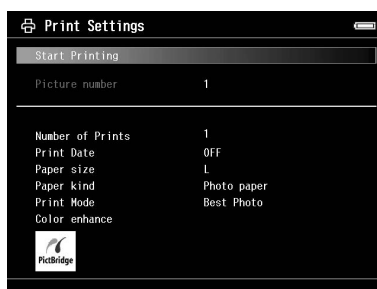 Print Settings
Start Printing
Picture number 1
Number of Prints 1
Print Date OFF
Paper size L
Paper kind Photo paper
Print Mode Best Photo
Color enhance
PictBridge